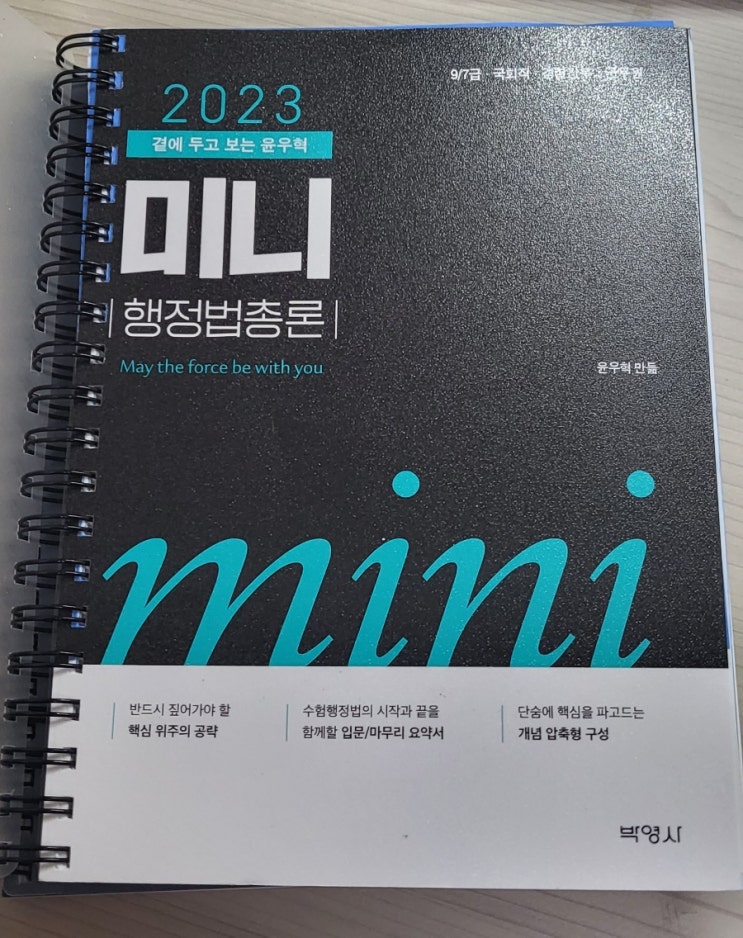 9/7급 국회직
2023
곁에 두고 보는 윤우혁
미니
행정법총론
May the force be with you
윤우혁 만듦
mini
반드시 짚어가야 할
핵심 위주의 공략
수험행정법의 시작과 끝을
함께할 입문/마무리 요약서
단숨에 핵심을 파고드는
개념 압축형 구성
박영사